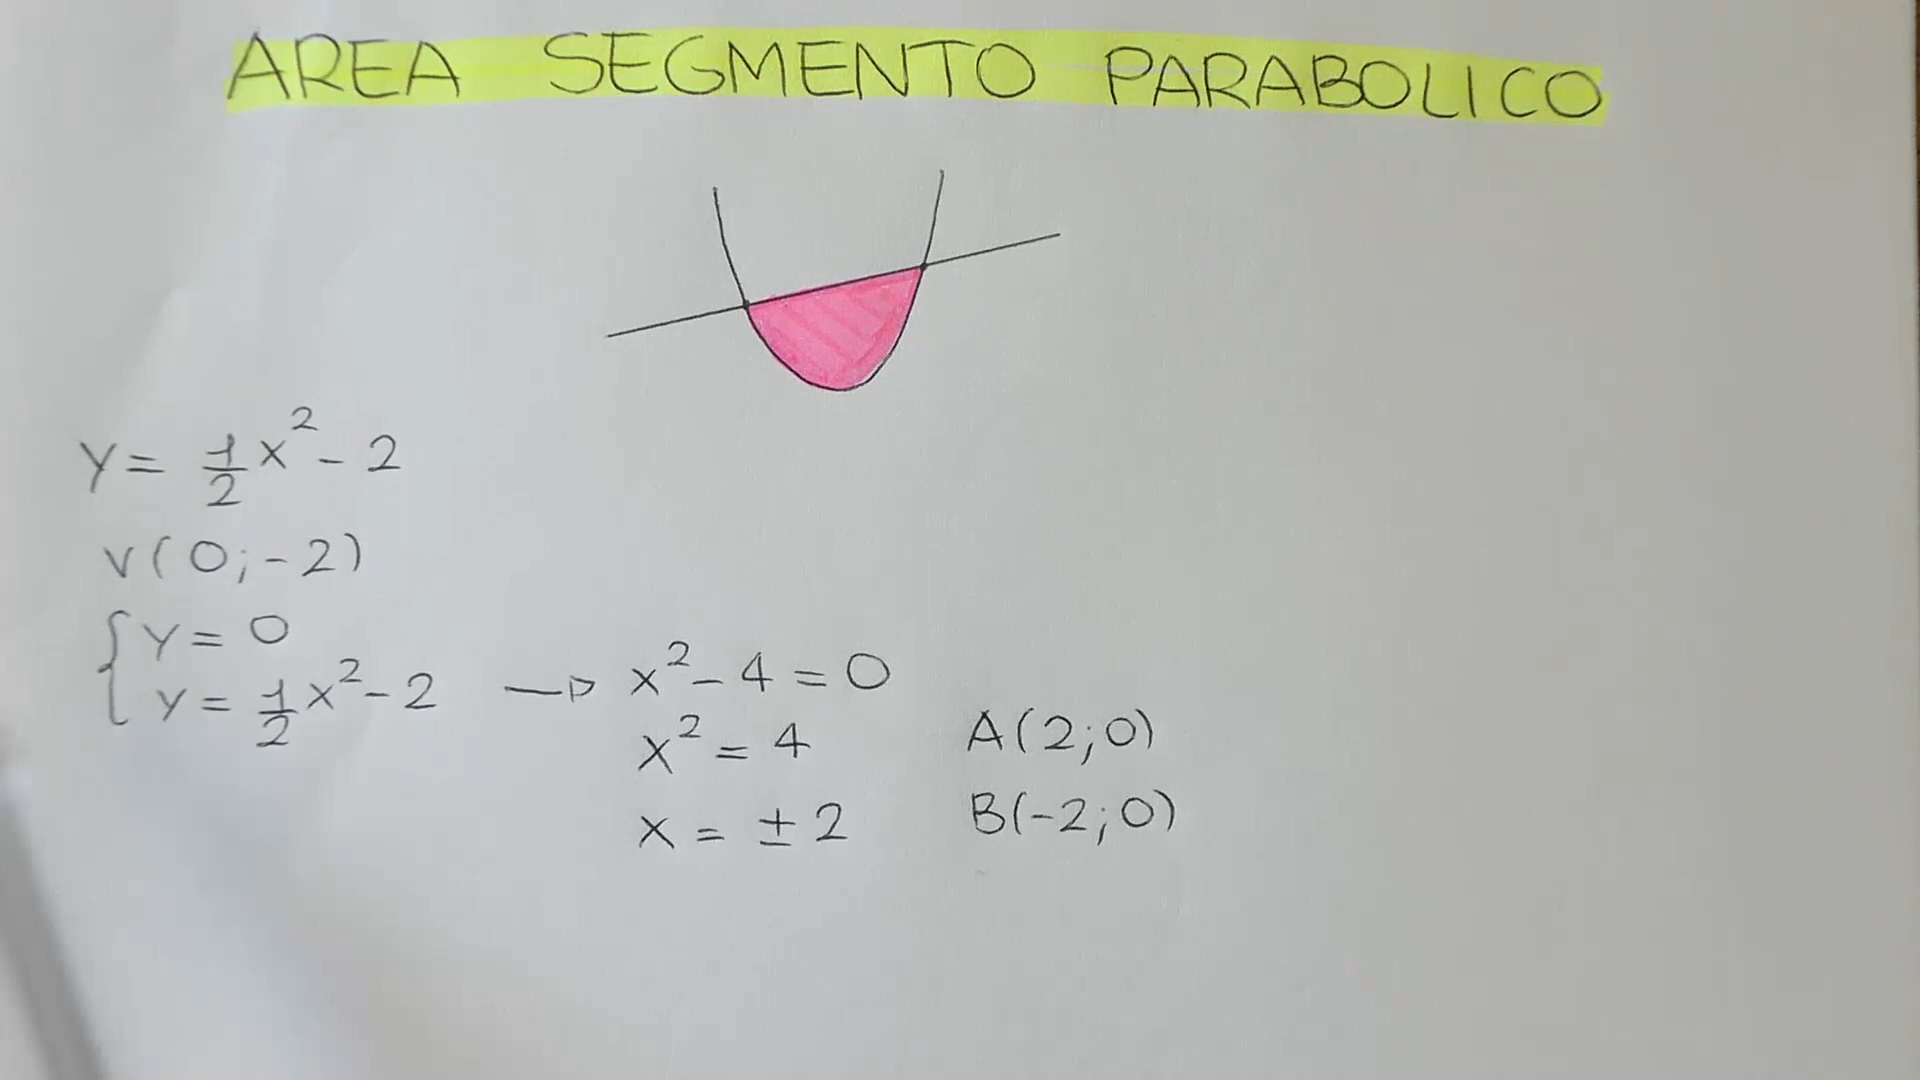 AREA SEGMENTO PARABOLICO
y = 1/2 x² - 2
V(0;-2)
{ y = 0
y = 1/2 x² - 2 → x² - 4 = 0
x² = 4 A(2;0)
x = ± 2 B(-2;0)